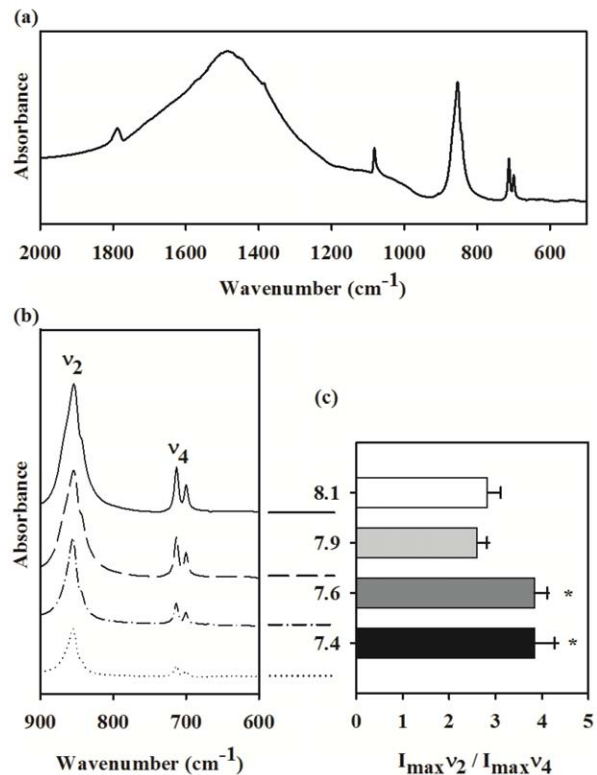 (a)
Absorbance
2000 1800 1600 1400 1200 1000 800 600
Wavenumber (cm-1)
(b)
ν2
ν4
Absorbance
900 800 700 600
Wavenumber (cm-1)
(c)
8.1
7.9
7.6
*
7.4
*
0 1 2 3 4 5
Imaxν2 / Imaxν4